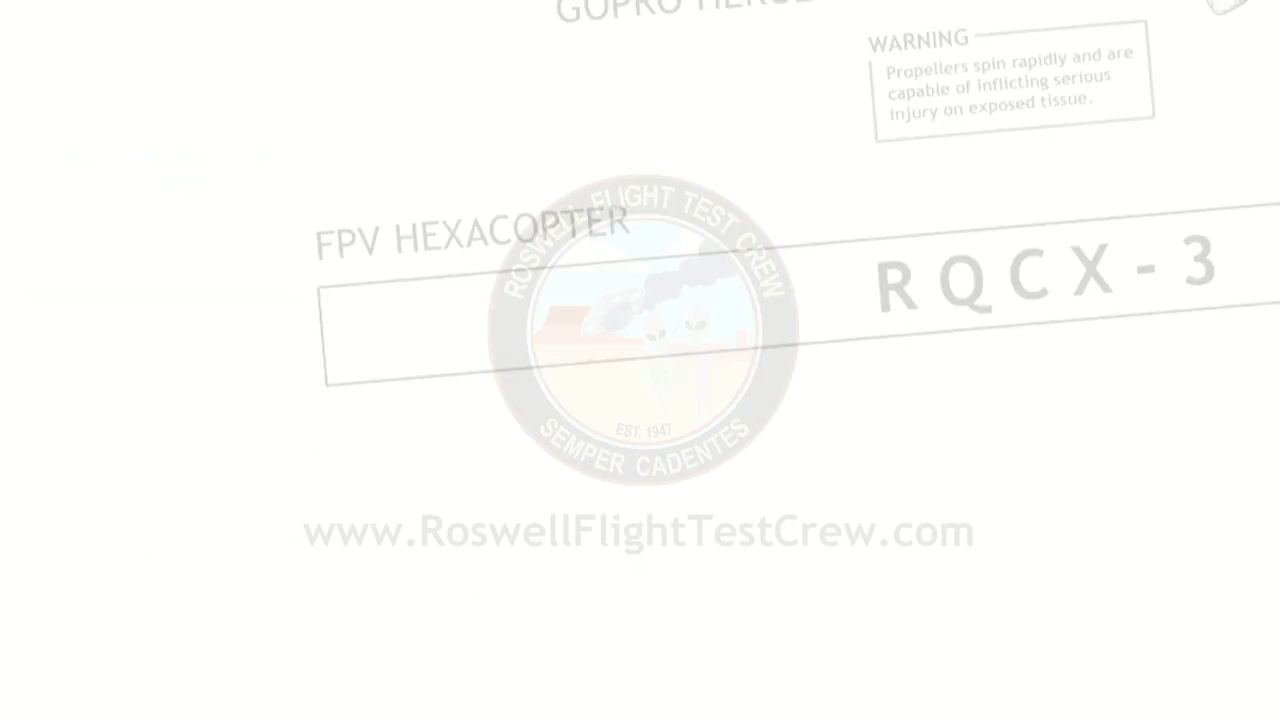 GOPRO
WARNING
Propellers spin rapidly and are
capable of inflicting serious
injury on exposed tissue.
FPV HEXACOPTER
RQCX-3
ROSWELL FLIGHT TEST CREW
EST. 1947
SEMPER CADENTES
www.RoswellFlightTestCrew.com